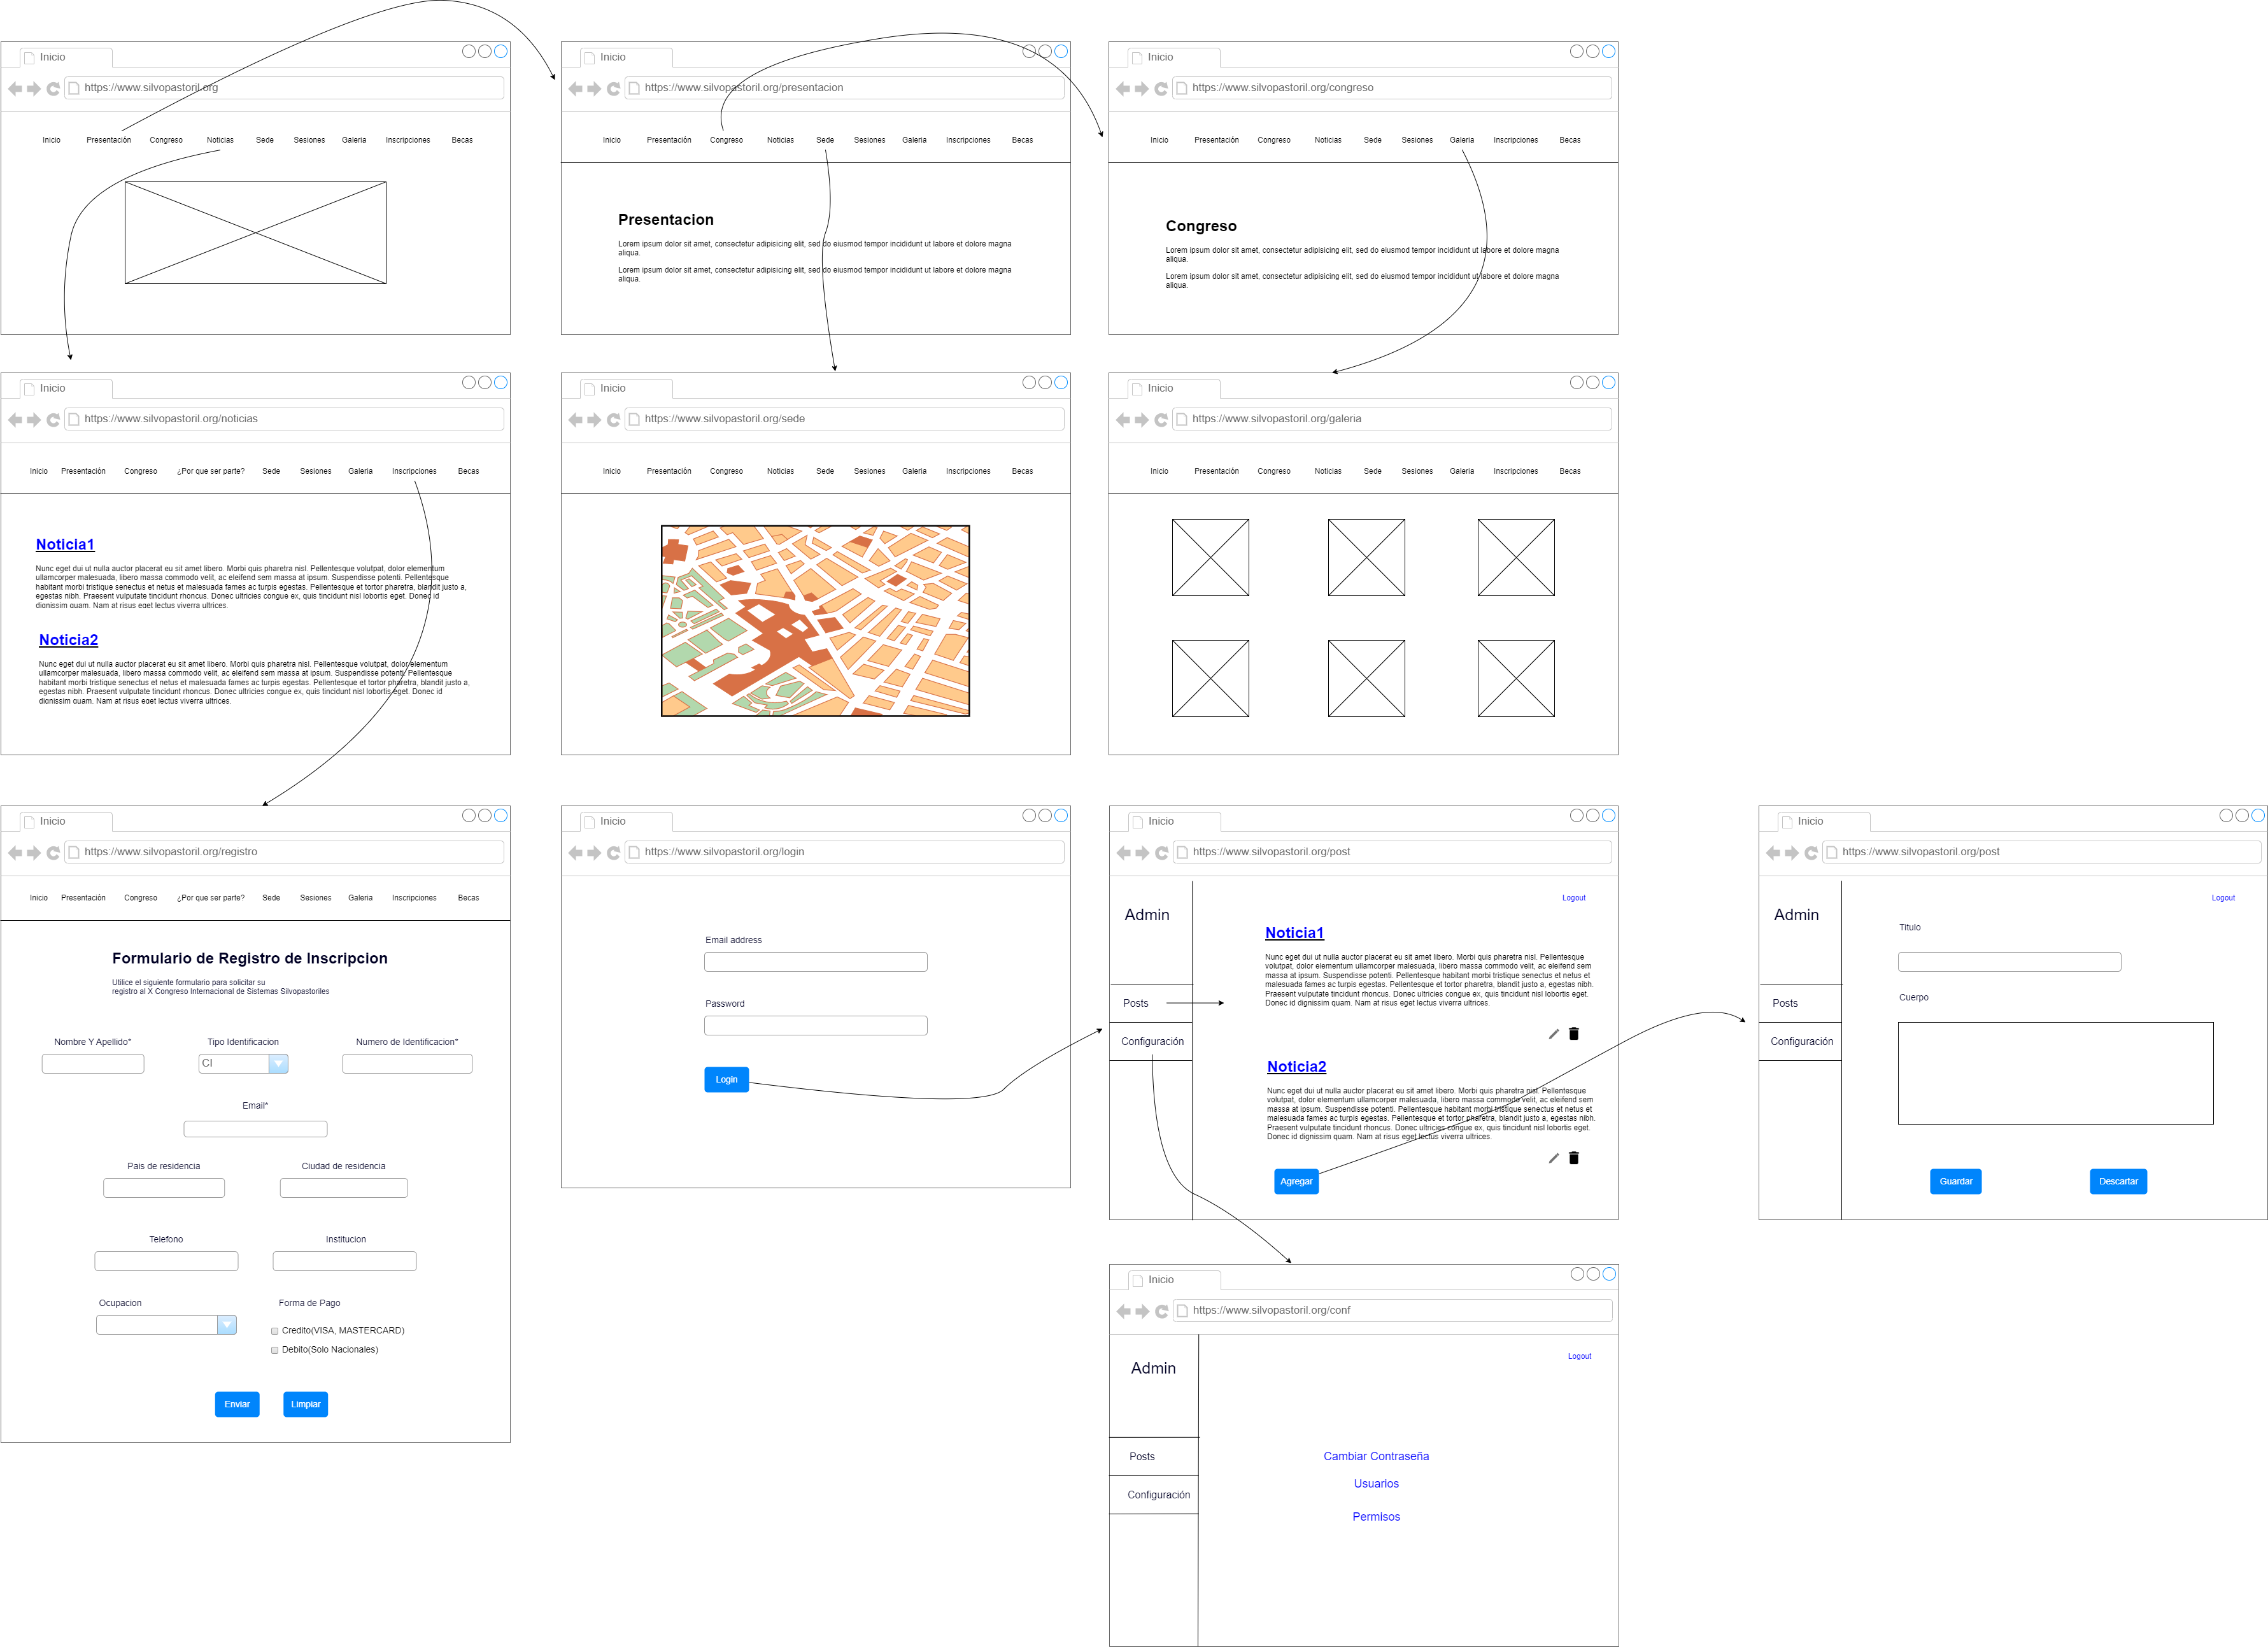 Inicio
https://www.silvopastoril.org
Inicio Presentación Congreso Noticias Sede Sesiones Galeria Inscripciones Becas
Inicio
https://www.silvopastoril.org/presentacion
Inicio Presentación Congreso Noticias Sede Sesiones Galeria Inscripciones Becas
Presentacion
Lorem ipsum dolor sit amet, consectetur adipisicing elit, sed do eiusmod tempor incididunt ut labore et dolore magna
aliqua.
Lorem ipsum dolor sit amet, consectetur adipisicing elit, sed do eiusmod tempor incididunt ut labore et dolore magna
aliqua.
Inicio
https://www.silvopastoril.org/congreso
Inicio Presentación Congreso Noticias Sede Sesiones Galeria Inscripciones Becas
Congreso
Lorem ipsum dolor sit amet, consectetur adipisicing elit, sed do eiusmod tempor incididunt ut labore et dolore magna
aliqua.
Lorem ipsum dolor sit amet, consectetur adipisicing elit, sed do eiusmod tempor incididunt ut labore et dolore magna
aliqua.
Inicio
https://www.silvopastoril.org/noticias
Inicio Presentación Congreso ¿Por que ser parte? Sede Sesiones Galeria Inscripciones Becas
Noticia1
Nunc eget dui ut nulla auctor placerat eu sit amet libero. Morbi quis pharetra nisl. Pellentesque volutpat, dolor elementum
ullamcorper malesuada, libero massa commodo velit, ac eleifend sem massa at ipsum. Suspendisse potenti. Pellentesque
habitant morbi tristique senectus et netus et malesuada fames ac turpis egestas. Pellentesque et tortor pharetra, blandit justo a,
egestas nibh. Praesent vulputate tincidunt rhoncus. Donec ultricies congue ex, quis tincidunt nisl lobortis eget. Donec id
dignissim quam. Nam at risus eget lectus viverra ultrices.
Noticia2
Nunc eget dui ut nulla auctor placerat eu sit amet libero. Morbi quis pharetra nisl. Pellentesque volutpat, dolor elementum
ullamcorper malesuada, libero massa commodo velit, ac eleifend sem massa at ipsum. Suspendisse potenti. Pellentesque
habitant morbi tristique senectus et netus et malesuada fames ac turpis egestas. Pellentesque et tortor pharetra, blandit justo a,
egestas nibh. Praesent vulputate tincidunt rhoncus. Donec ultricies congue ex, quis tincidunt nisl lobortis eget. Donec id
dignissim quam. Nam at risus eget lectus viverra ultrices.
Inicio
https://www.silvopastoril.org/sede
Inicio Presentación Congreso Noticias Sede Sesiones Galeria Inscripciones Becas
Inicio
https://www.silvopastoril.org/galeria
Inicio Presentación Congreso Noticias Sede Sesiones Galeria Inscripciones Becas
Inicio
https://www.silvopastoril.org/registro
Inicio Presentación Congreso ¿Por que ser parte? Sede Sesiones Galeria Inscripciones Becas
Formulario de Registro de Inscripcion
Utilice el siguiente formulario para solicitar su
registro al X Congreso Internacional de Sistemas Silvopastoriles
Nombre Y Apellido* Tipo Identificacion Numero de Identificacion*
CI
Email*
Pais de residencia Ciudad de residencia
Telefono Institucion
Ocupacion Forma de Pago
Credito(VISA, MASTERCARD)
Debito(Solo Nacionales)
Enviar Limpiar
Inicio
https://www.silvopastoril.org/login
Email address
Password
Login
Inicio
https://www.silvopastoril.org/post
Logout
Admin
Posts
Configuración
Noticia1
Nunc eget dui ut nulla auctor placerat eu sit amet libero. Morbi quis pharetra nisl. Pellentesque
volutpat, dolor elementum ullamcorper malesuada, libero massa commodo velit, ac eleifend sem
massa at ipsum. Suspendisse potenti. Pellentesque habitant morbi tristique senectus et netus et
malesuada fames ac turpis egestas. Pellentesque et tortor pharetra, blandit justo a, egestas nibh.
Praesent vulputate tincidunt rhoncus. Donec ultricies congue ex, quis tincidunt nisl lobortis eget.
Donec id dignissim quam. Nam at risus eget lectus viverra ultrices.
Noticia2
Nunc eget dui ut nulla auctor placerat eu sit amet libero. Morbi quis pharetra nisl. Pellentesque
volutpat, dolor elementum ullamcorper malesuada, libero massa commodo velit, ac eleifend sem
massa at ipsum. Suspendisse potenti. Pellentesque habitant morbi tristique senectus et netus et
malesuada fames ac turpis egestas. Pellentesque et tortor pharetra, blandit justo a, egestas nibh.
Praesent vulputate tincidunt rhoncus. Donec ultricies congue ex, quis tincidunt nisl lobortis eget.
Donec id dignissim quam. Nam at risus eget lectus viverra ultrices.
Agregar
Inicio
https://www.silvopastoril.org/post
Logout
Admin
Posts
Configuración
Titulo
Cuerpo
Guardar Descartar
Inicio
https://www.silvopastoril.org/conf
Logout
Admin
Posts
Configuración
Cambiar Contraseña
Usuarios
Permisos